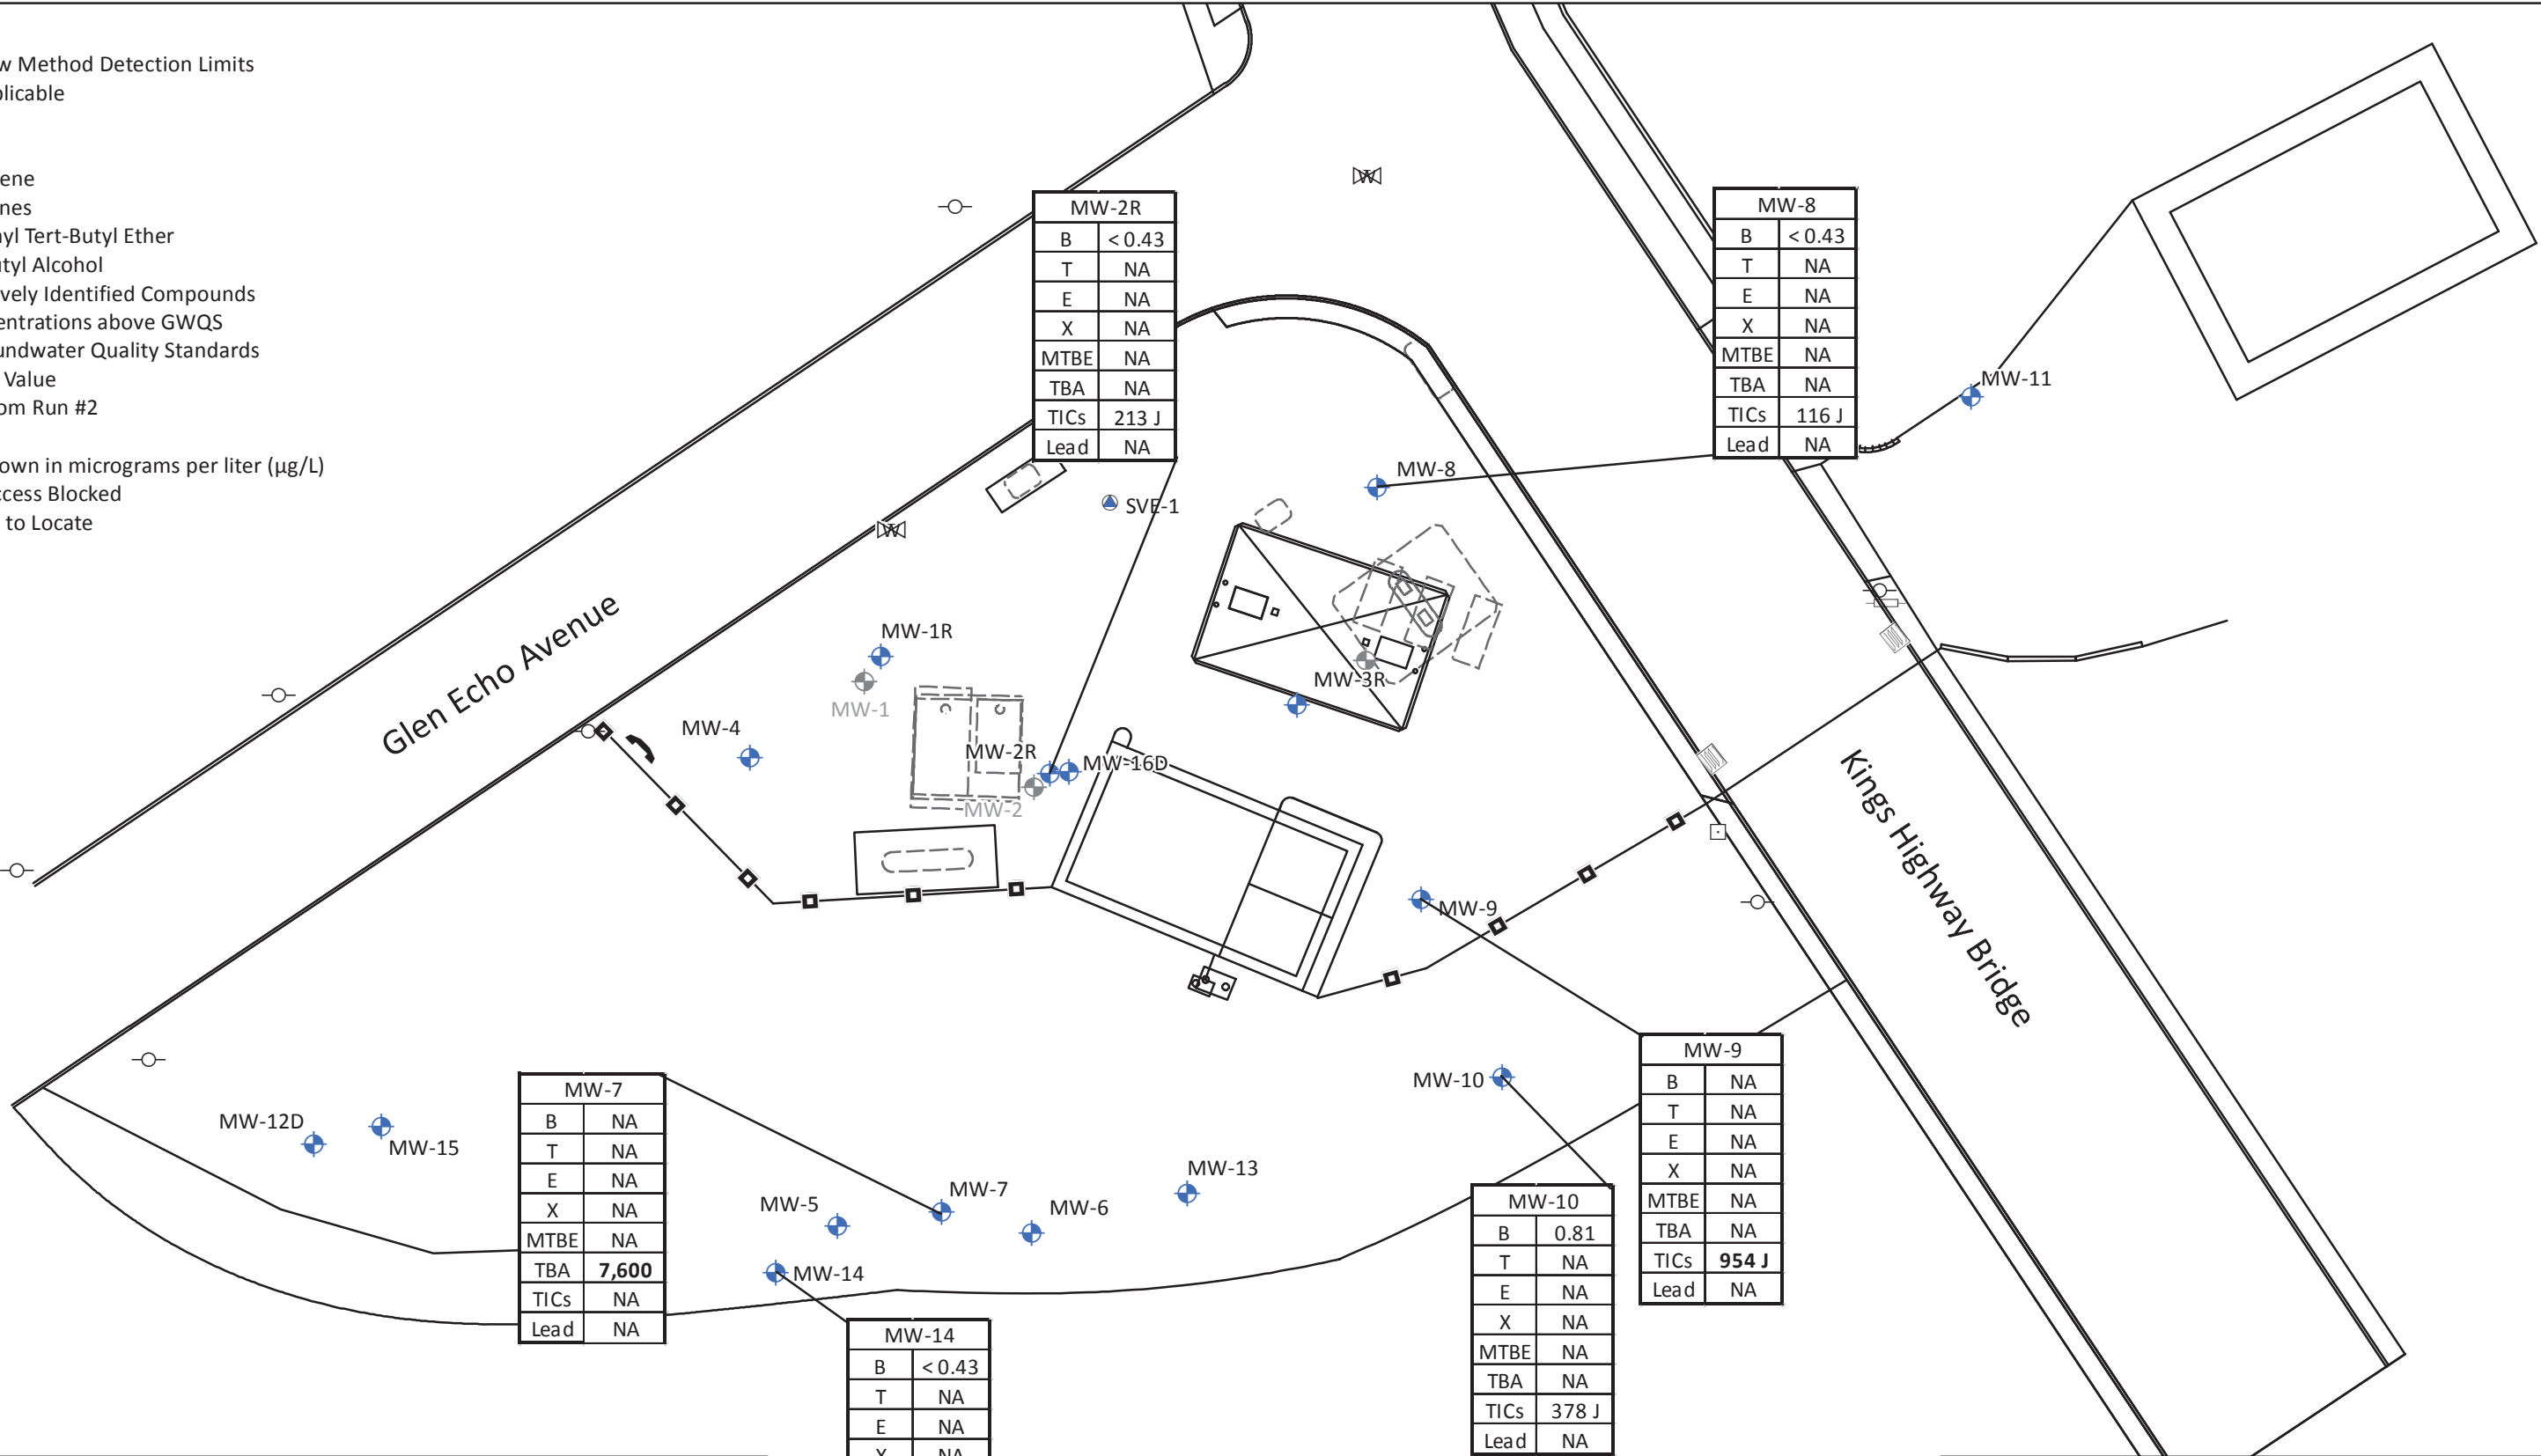 w Method Detection Limits
plicable
ene
nes
nyl Tert-Butyl Ether
utyl Alcohol
ively Identified Compounds
entrations above GWQS
undwater Quality Standards
Value
om Run #2
own in micrograms per liter (µg/L)
ccess Blocked
to Locate
W
MW-2R
B < 0.43
T NA
E NA
X NA
MTBE NA
TBA NA
TICs 213 J
Lead NA
MW-8
B < 0.43
T NA
E NA
X NA
MTBE NA
TBA NA
TICs 116 J
Lead NA
MW-11
MW-8
SVE-1
W
Glen Echo Avenue
MW-1R
MW-1
MW-3R
MW-4
MW-2R
MW-16D
MW-2
Kings Highway Bridge
MW-9
MW-9
B NA
T NA
E NA
X NA
MTBE NA
TBA NA
TICs 954 J
Lead NA
MW-10
MW-7
B NA
T NA
E NA
X NA
MTBE NA
TBA 7,600
TICs NA
Lead NA
MW-12D
MW-15
MW-13
MW-7
MW-5
MW-6
MW-14
MW-10
B 0.81
T NA
E NA
X NA
MTBE NA
TBA NA
TICs 378 J
Lead NA
MW-14
B < 0.43
T NA
E NA
X NA